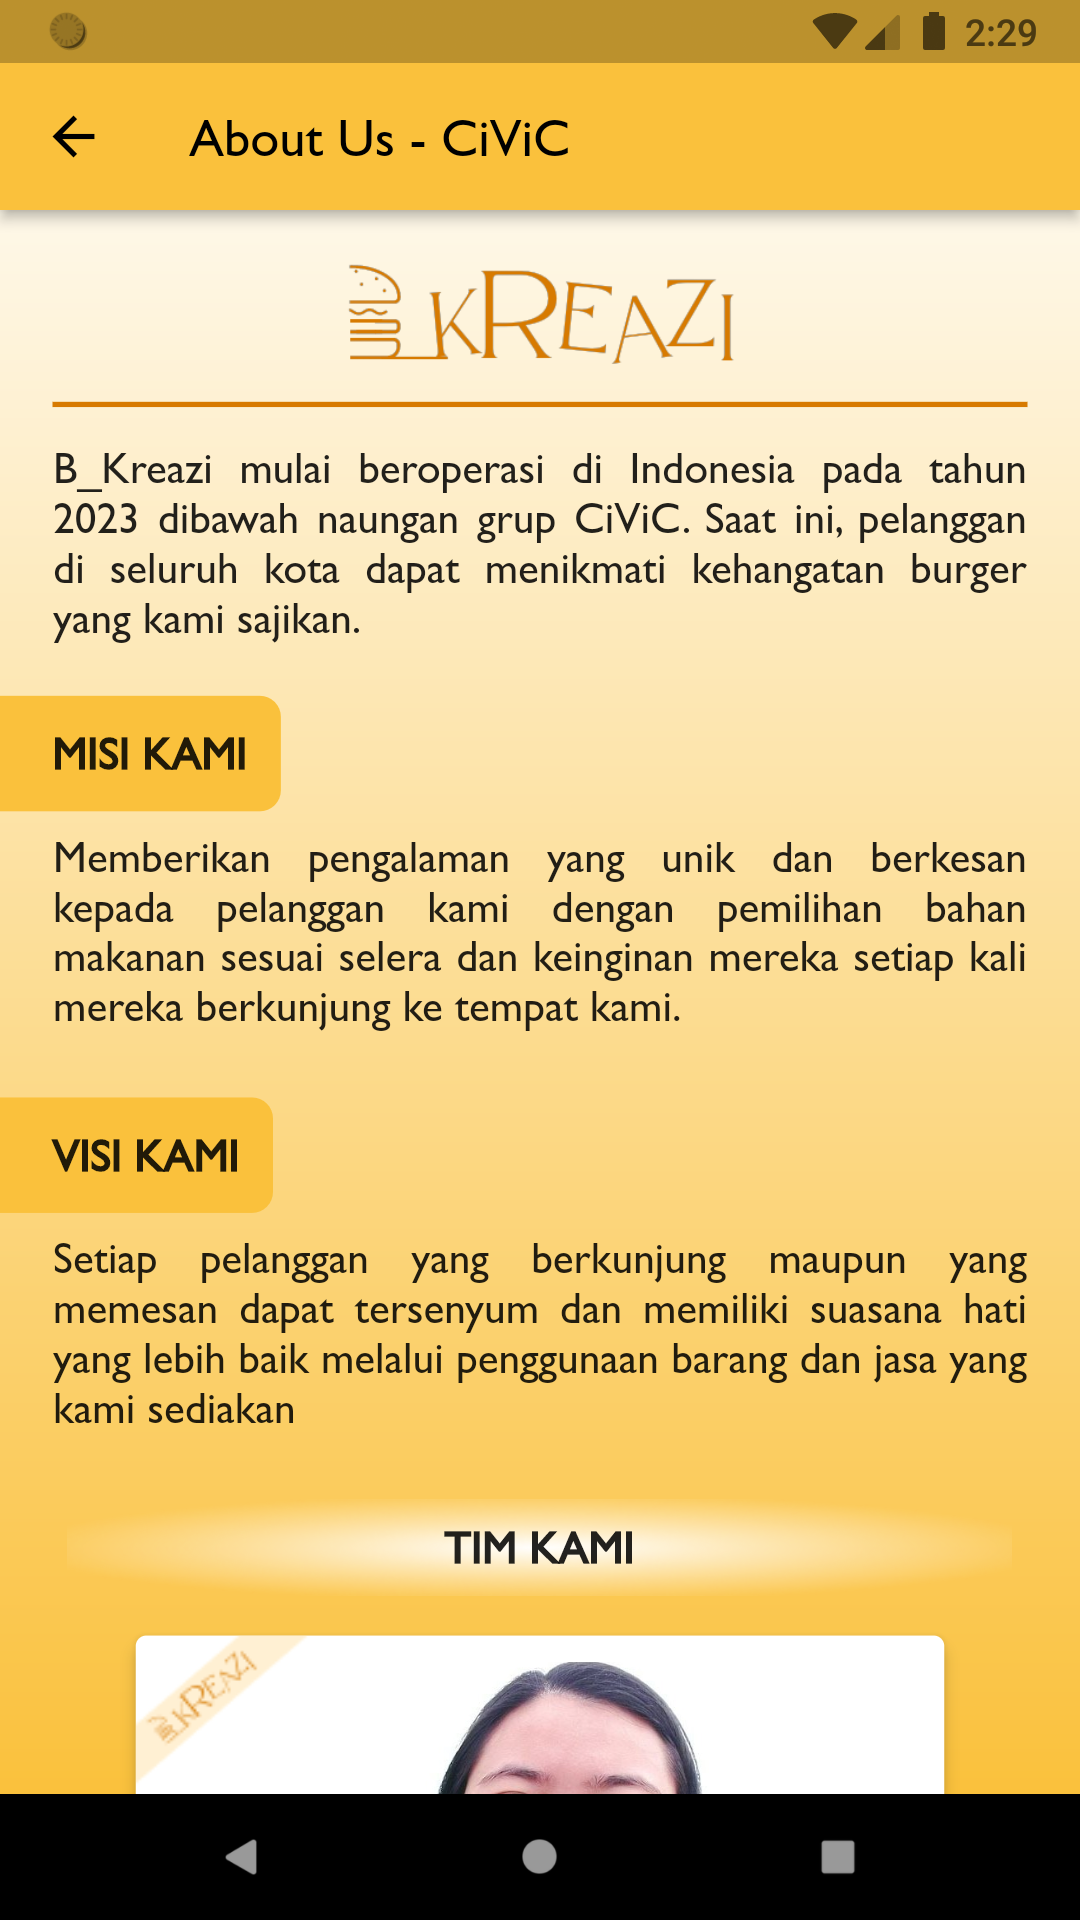 2:29
About Us - CiViC
B_KREAZI
B_Kreazi mulai beroperasi di Indonesia pada tahun
2023 dibawah naungan grup CiViC. Saat ini, pelanggan
di seluruh kota dapat menikmati kehangatan burger
yang kami sajikan.
MISI KAMI
Memberikan pengalaman yang unik dan berkesan
kepada pelanggan kami dengan pemilihan bahan
makanan sesuai selera dan keinginan mereka setiap kali
mereka berkunjung ke tempat kami.
VISI KAMI
Setiap pelanggan yang berkunjung maupun yang
memesan dapat tersenyum dan memiliki suasana hati
yang lebih baik melalui penggunaan barang dan jasa yang
kami sediakan
TIM KAMI
B_KREAZI